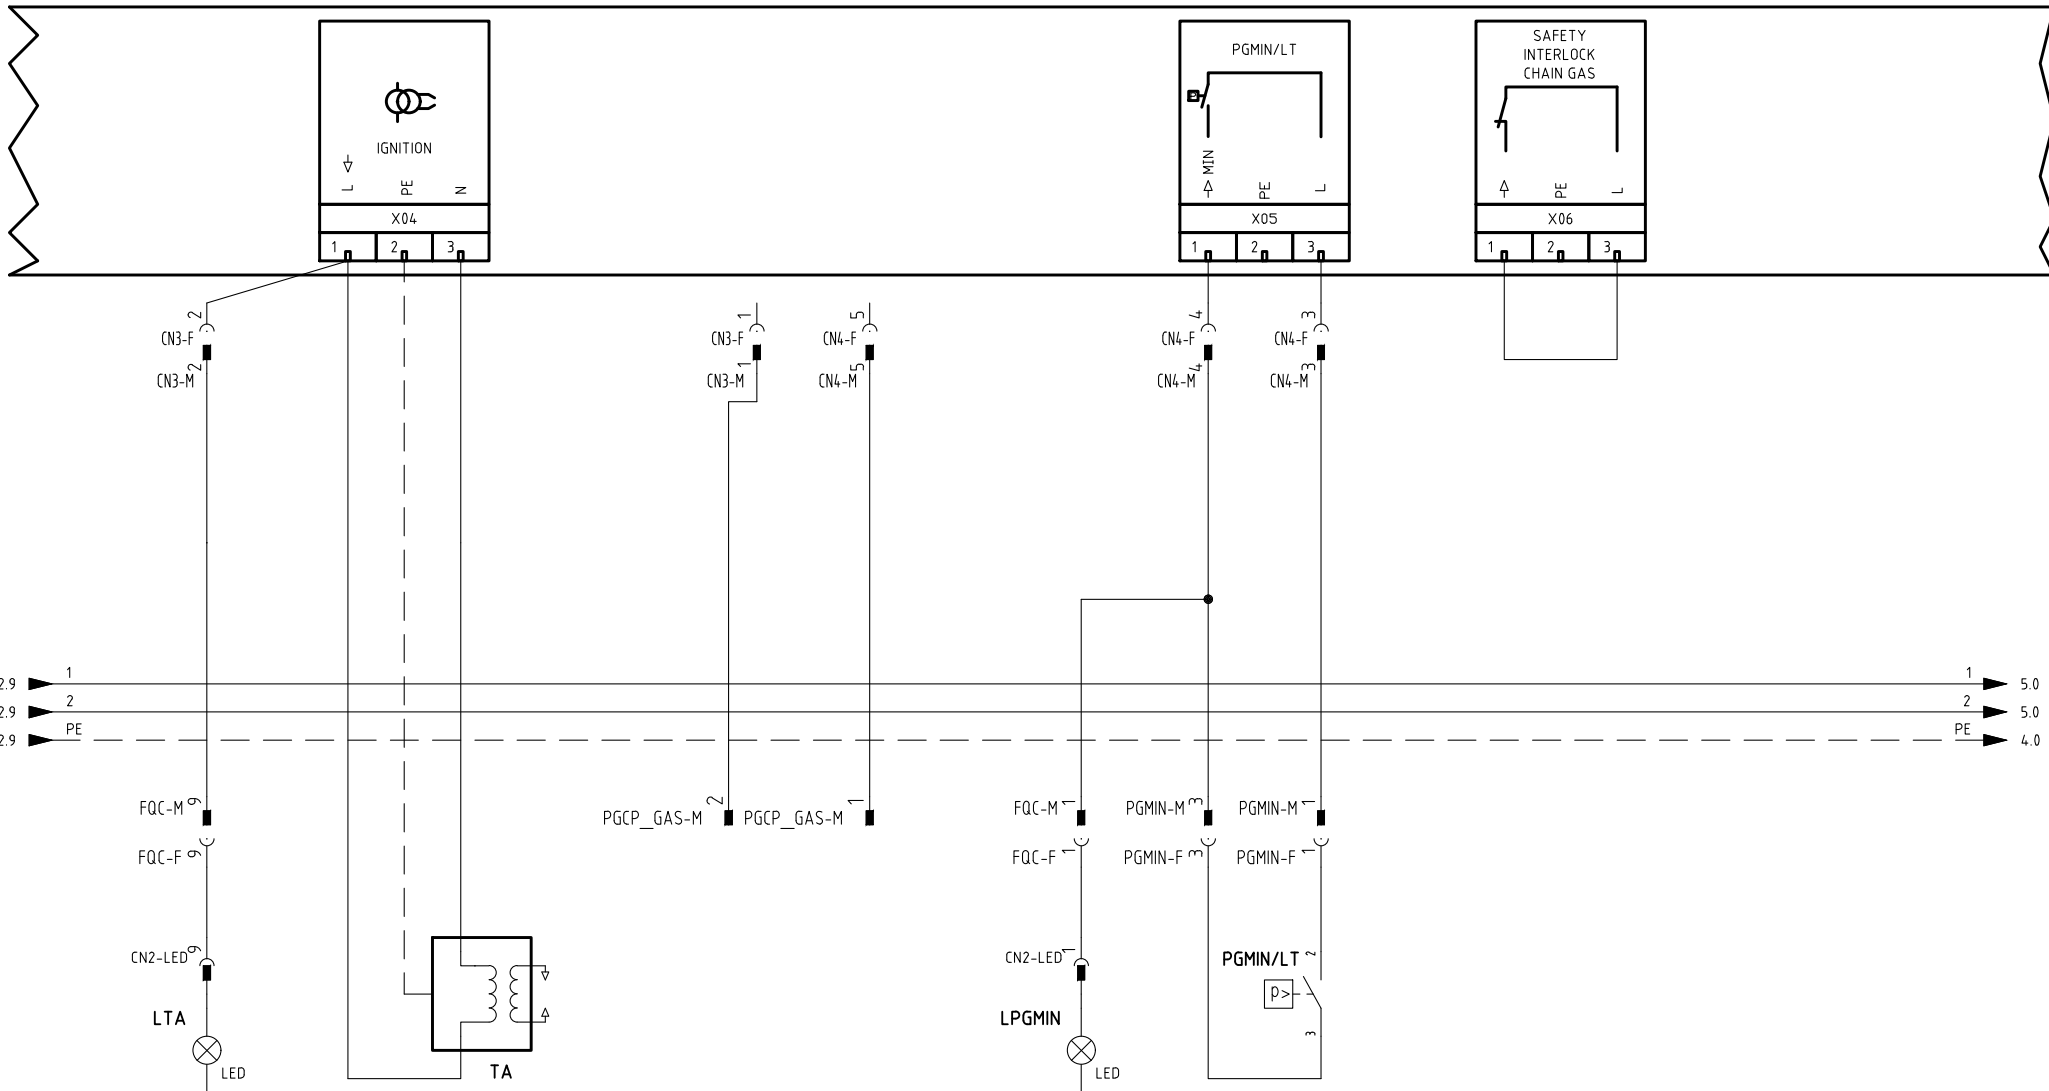 PGMIN/LT
SAFETY
INTERLOCK
CHAIN GAS
P
IGNITION
L PE N
MIN PE L
PE L
X04
X05
X06
1 2 3
1 2 3
1 2 3
2 1 5 4 3
CN3-F CN3-F CN4-F CN4-F CN4-F
2 1 5 4 3
CN3-M CN3-M CN4-M CN4-M CN4-M
2.9 1 1 5.0
2.9 2 2 5.0
2.9 PE PE 4.0
FQC-M 9
PGCP_GAS-M 2
PGCP_GAS-M 1
FQC-M 1
PGMIN-M 3
PGMIN-M 1
FQC-F 9
FQC-F 1
PGMIN-F 3
PGMIN-F 1
CN2-LED 9
CN2-LED 1
PGMIN/LT 2
P>
3
LTA
LPGMIN
LED
TA
LED